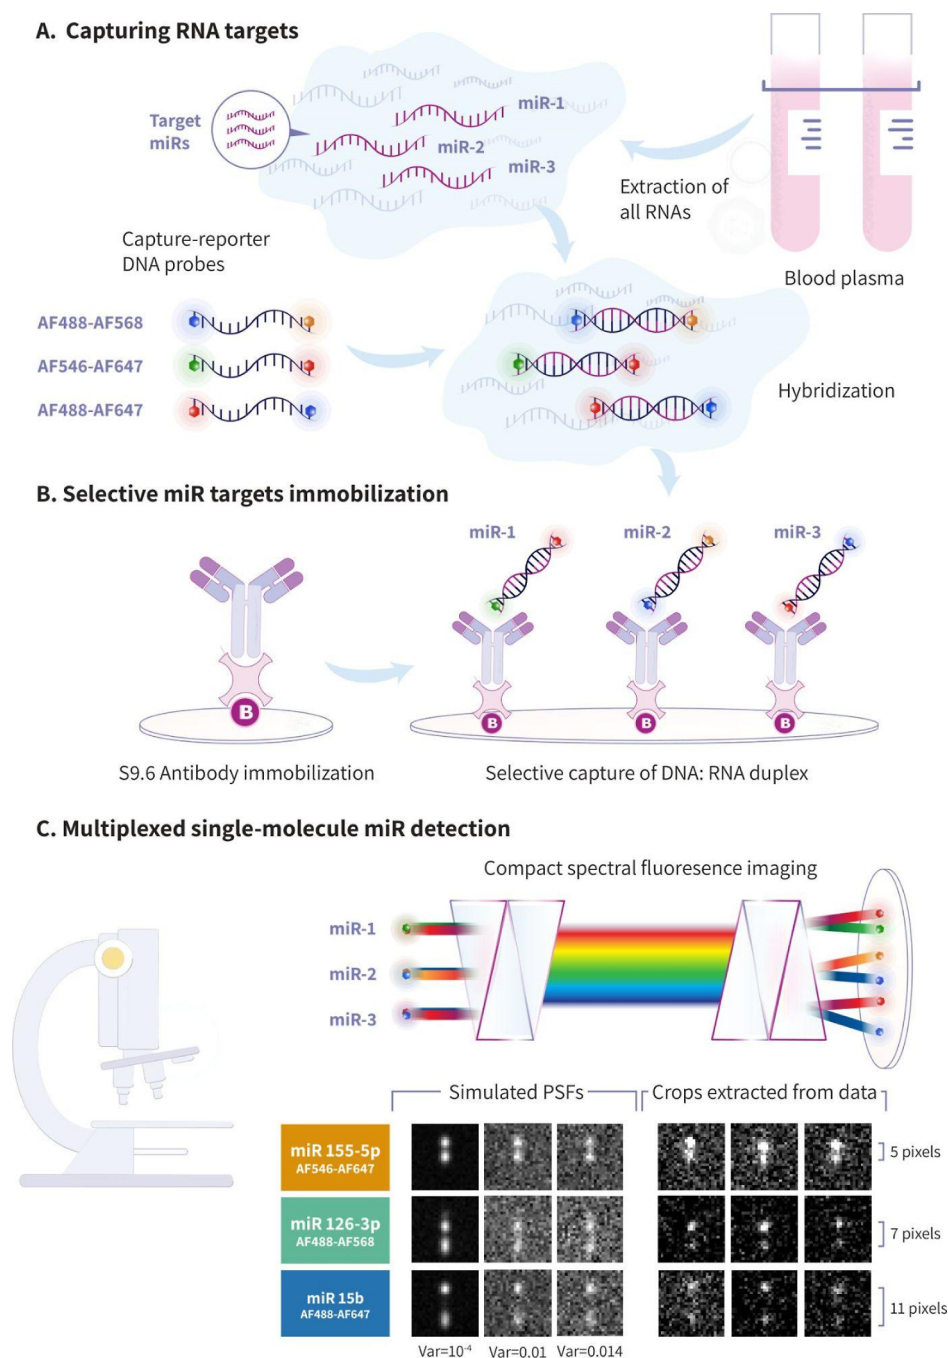 A. Capturing RNA targets
Target
miRs
miR-1
miR-2
miR-3
Extraction of
all RNAs
Blood plasma
Capture-reporter
DNA probes
AF488-AF568
AF546-AF647
AF488-AF647
Hybridization
B. Selective miR targets immobilization
miR-1
miR-2
miR-3
B
B
B
B
S9.6 Antibody immobilization
Selective capture of DNA: RNA duplex
C. Multiplexed single-molecule miR detection
Compact spectral fluoresence imaging
miR-1
miR-2
miR-3
Simulated PSFs
Crops extracted from data
miR 155-5p
AF546-AF647
5 pixels
miR 126-3p
AF488-AF568
7 pixels
miR 15b
AF488-AF647
11 pixels
Var=10⁻⁴
Var=0.01
Var=0.014